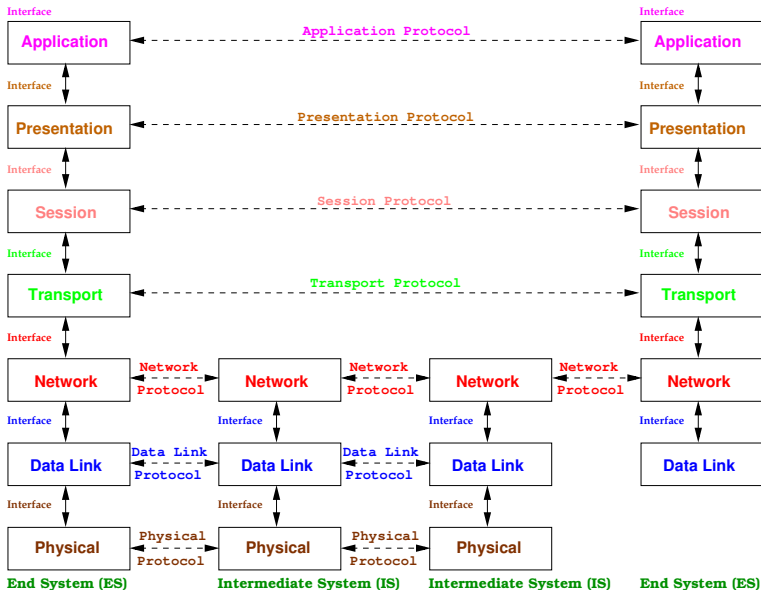 Interface Interface
Application Application Protocol Application
Interface Interface
Presentation Presentation Protocol Presentation
Interface Interface
Session Session Protocol Session
Interface Interface
Transport Transport Protocol Transport
Interface Interface
Network Network Network
Network Network Network Network
Protocol Protocol Protocol
Interface Interface Interface Interface
Data Link Data Link
Data Link Data Link Data Link Data Link
Protocol Protocol
Interface Interface Interface
Physical Physical
Physical Physical Physical
Protocol Protocol
End System (ES) Intermediate System (IS) Intermediate System (IS) End System (ES)